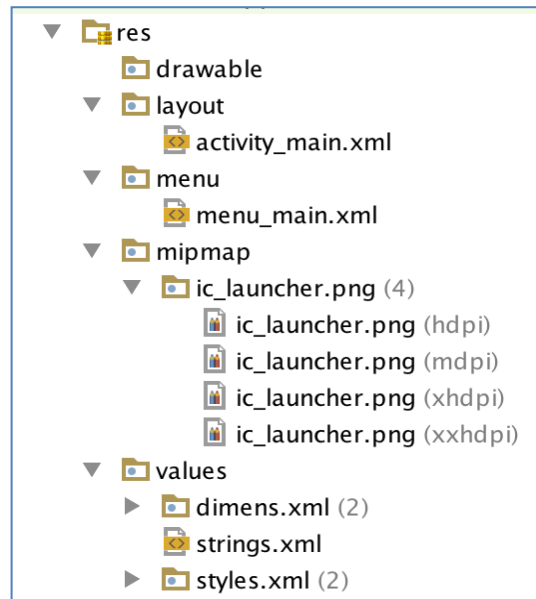 res
drawable
layout
activity_main.xml
menu
menu_main.xml
mipmap
ic_launcher.png (4)
ic_launcher.png (hdpi)
ic_launcher.png (mdpi)
ic_launcher.png (xhdpi)
ic_launcher.png (xxhdpi)
values
dimens.xml (2)
strings.xml
styles.xml (2)